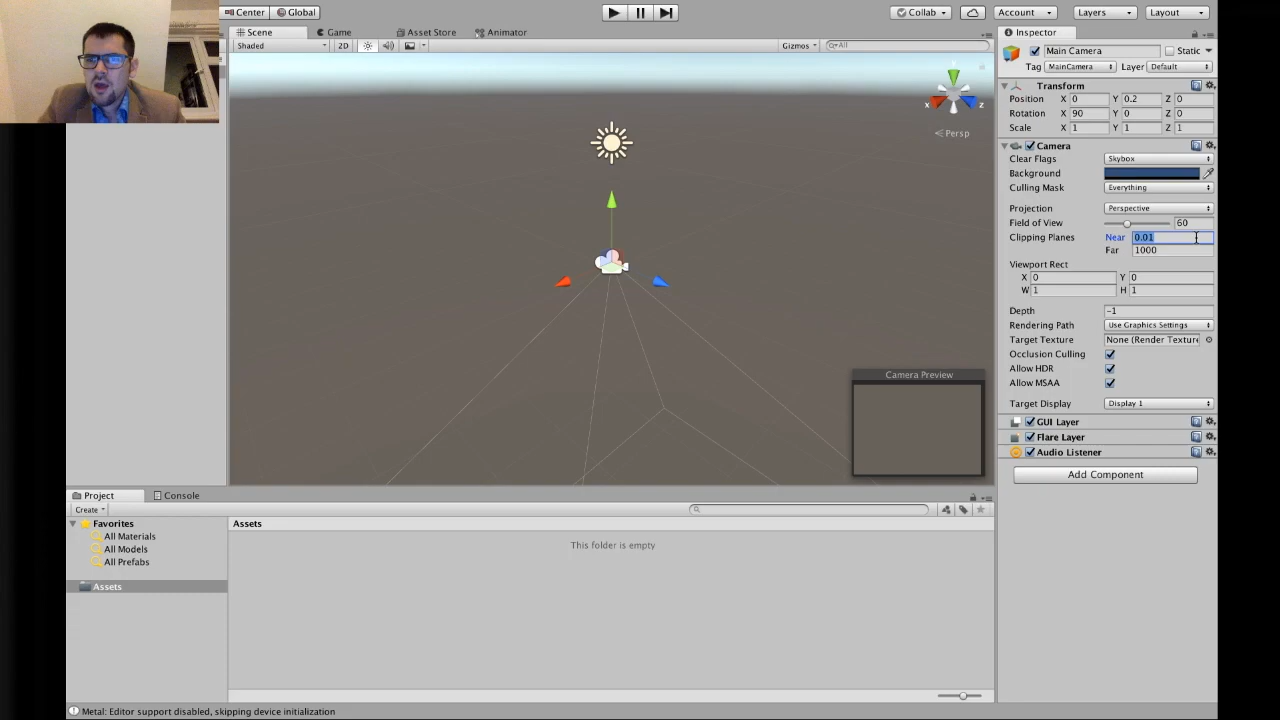 Center Global Collab Account Layers Layout
Scene Game Asset Store Animator
Shaded 2D Gizmos All
x z
Persp
Camera Preview
Inspector
Main Camera Static
Tag MainCamera Layer Default
Transform
Position X 0 Y 0.2 Z 0
Rotation X 90 Y 0 Z 0
Scale X 1 Y 1 Z 1
Camera
Clear Flags Skybox
Background
Culling Mask Everything
Projection Perspective
Field of View 60
Clipping Planes Near 0.01
Far 1000
Viewport Rect
X 0 Y 0
W 1 H 1
Depth -1
Rendering Path Use Graphics Settings
Target Texture None (Render Texture
Occlusion Culling
Allow HDR
Allow MSAA
Target Display Display 1
GUI Layer
Flare Layer
Audio Listener
Add Component
Project Console
Create
Favorites
All Materials
All Models
All Prefabs
Assets
Assets
This folder is empty
Metal: Editor support disabled, skipping device initialization